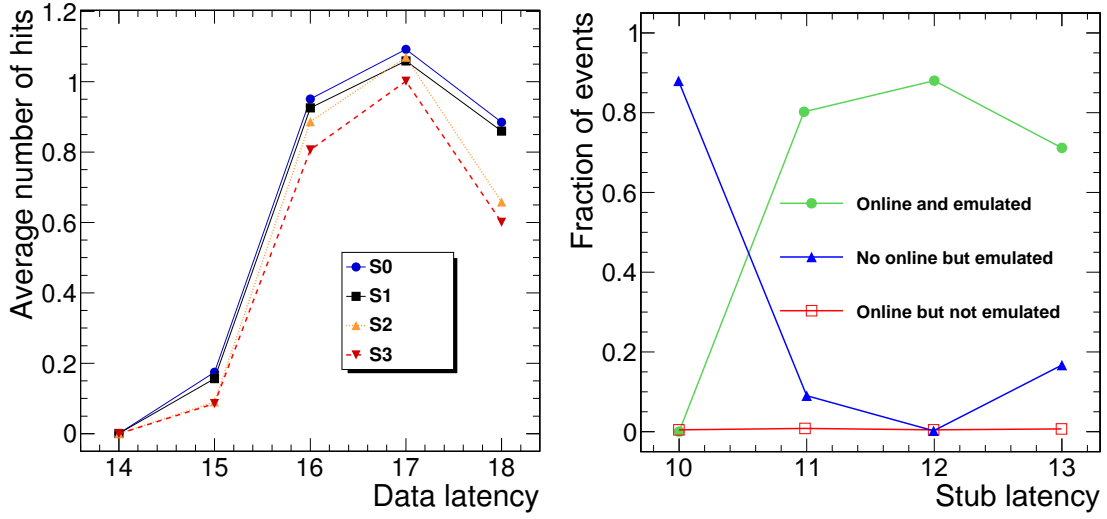 Average number of hits
1.2
1
0.8
0.6
0.4
0.2
0
S0
S1
S2
S3
14 15 16 17 18
Data latency
Fraction of events
1
0.8
0.6
0.4
0.2
0
Online and emulated
No online but emulated
Online but not emulated
10 11 12 13
Stub latency